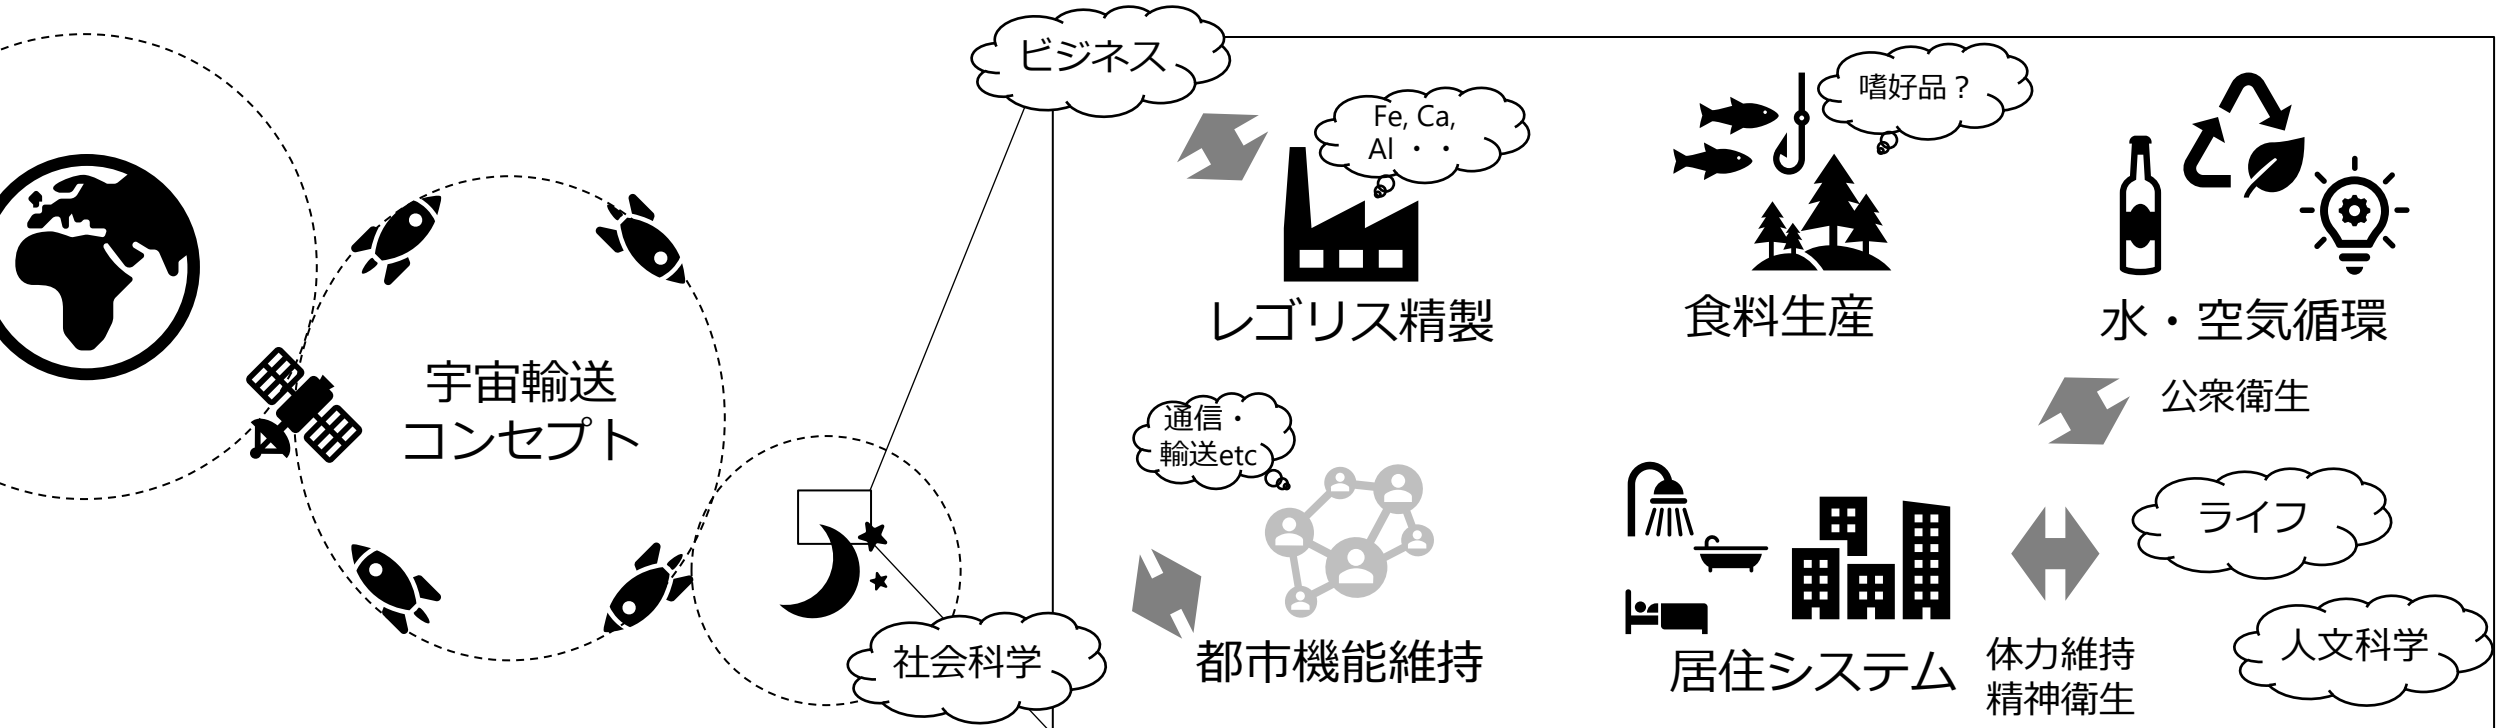 ビジネス
Fe, Ca,
Al ・・
嗜好品？
レゴリス精製
食料生産
水・空気循環
宇宙輸送
コンセプト
公衆衛生
通信・
輸送etc
ライフ
社会科学
都市機能維持
居住システム
体力維持
精神衛生
人文科学